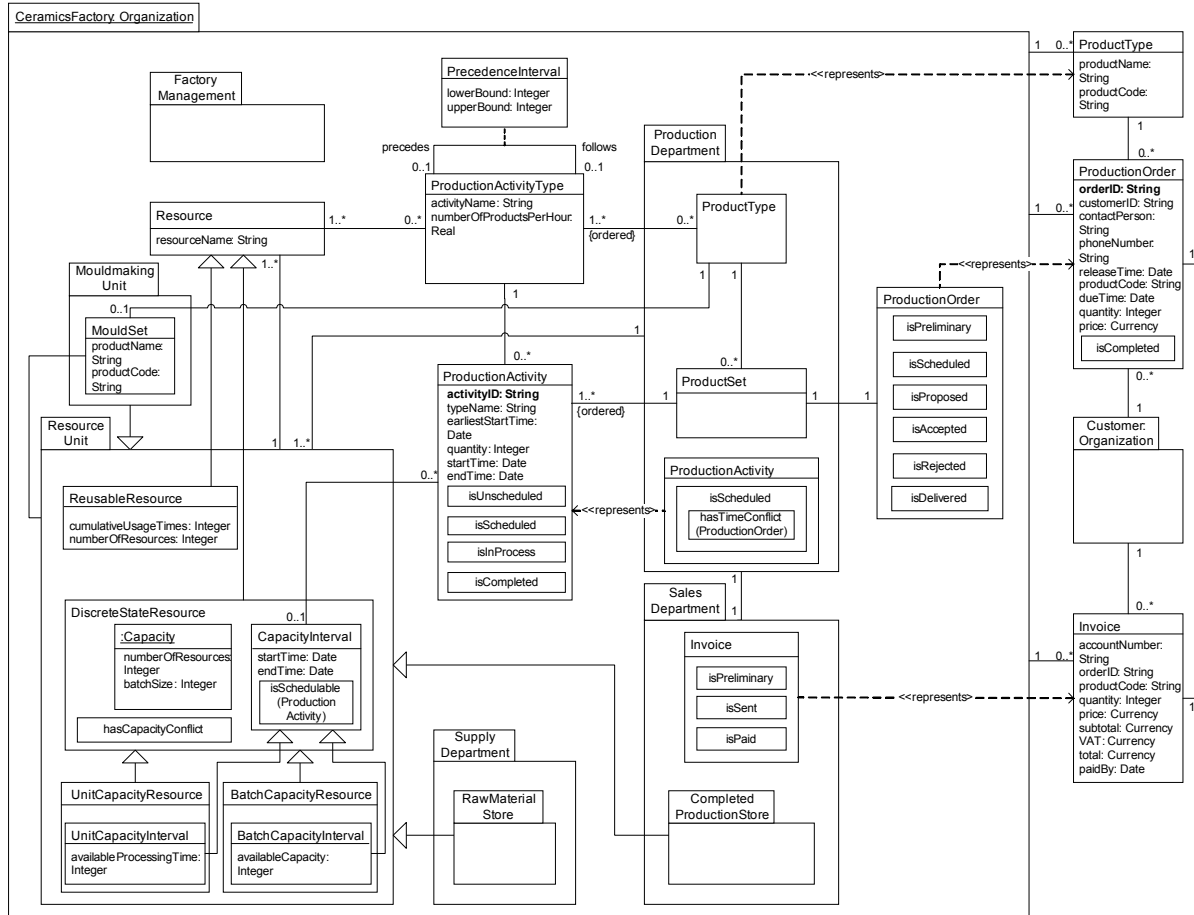 CeramicsFactory: Organization
Factory
Management
PrecedenceInterval
lowerBound: Integer
upperBound: Integer
precedes
follows
0..1
0..1
ProductionActivityType
activityName: String
numberOfProductsPerHour:
Real
Resource
resourceName: String
1..*
0..*
1..*
{ordered}
0..*
1..*
Production
Department
ProductType
<<represents>
1
0..*
ProductType
productName:
String
productCode:
String
1
0..*
1
0..*
ProductionOrder
orderID: String
customerID: String
contactPerson:
String
phoneNumber:
String
releaseTime: Date
productCode: String
dueTime: Date
quantity: Integer
price: Currency
isCompleted
1
0..*
1
<<represents>
ProductionOrder
isPreliminary
isScheduled
isProposed
isAccepted
isRejected
isDelivered
Mouldmaking
Unit
0..1
MouldSet
productName:
String
productCode:
String
1
1
1
1
0..*
0..*
ProductionActivity
activityID: String
typeName: String
earliestStartTime:
Date
quantity: Integer
startTime: Date
endTime: Date
isUnscheduled
isScheduled
isInProcess
isCompleted
1..*
{ordered}
1
ProductSet
1
1
ProductionActivity
isScheduled
hasTimeConflict
(ProductionOrder)
<<represents>
Customer:
Organization
1
Resource
Unit
1
1..*
0..*
ReusableResource
cumulativeUsageTimes: Integer
numberOfResources: Integer
DiscreteStateResource
:Capacity
numberOfResources:
Integer
batchSize: Integer
hasCapacityConflict
0..1
CapacityInterval
startTime: Date
endTime: Date
isSchedulable
(Production
Activity)
1
1
Sales
Department
Invoice
isPreliminary
isSent
isPaid
<<represents>
0..*
1
0..*
Invoice
accountNumber:
String
orderID: String
productCode: String
quantity: Integer
price: Currency
subtotal: Currency
VAT: Currency
total: Currency
paidBy: Date
1
Supply
Department
RawMaterial
Store
Completed
ProductionStore
UnitCapacityResource
UnitCapacityInterval
availableProcessingTime:
Integer
BatchCapacityResource
BatchCapacityInterval
availableCapacity:
Integer